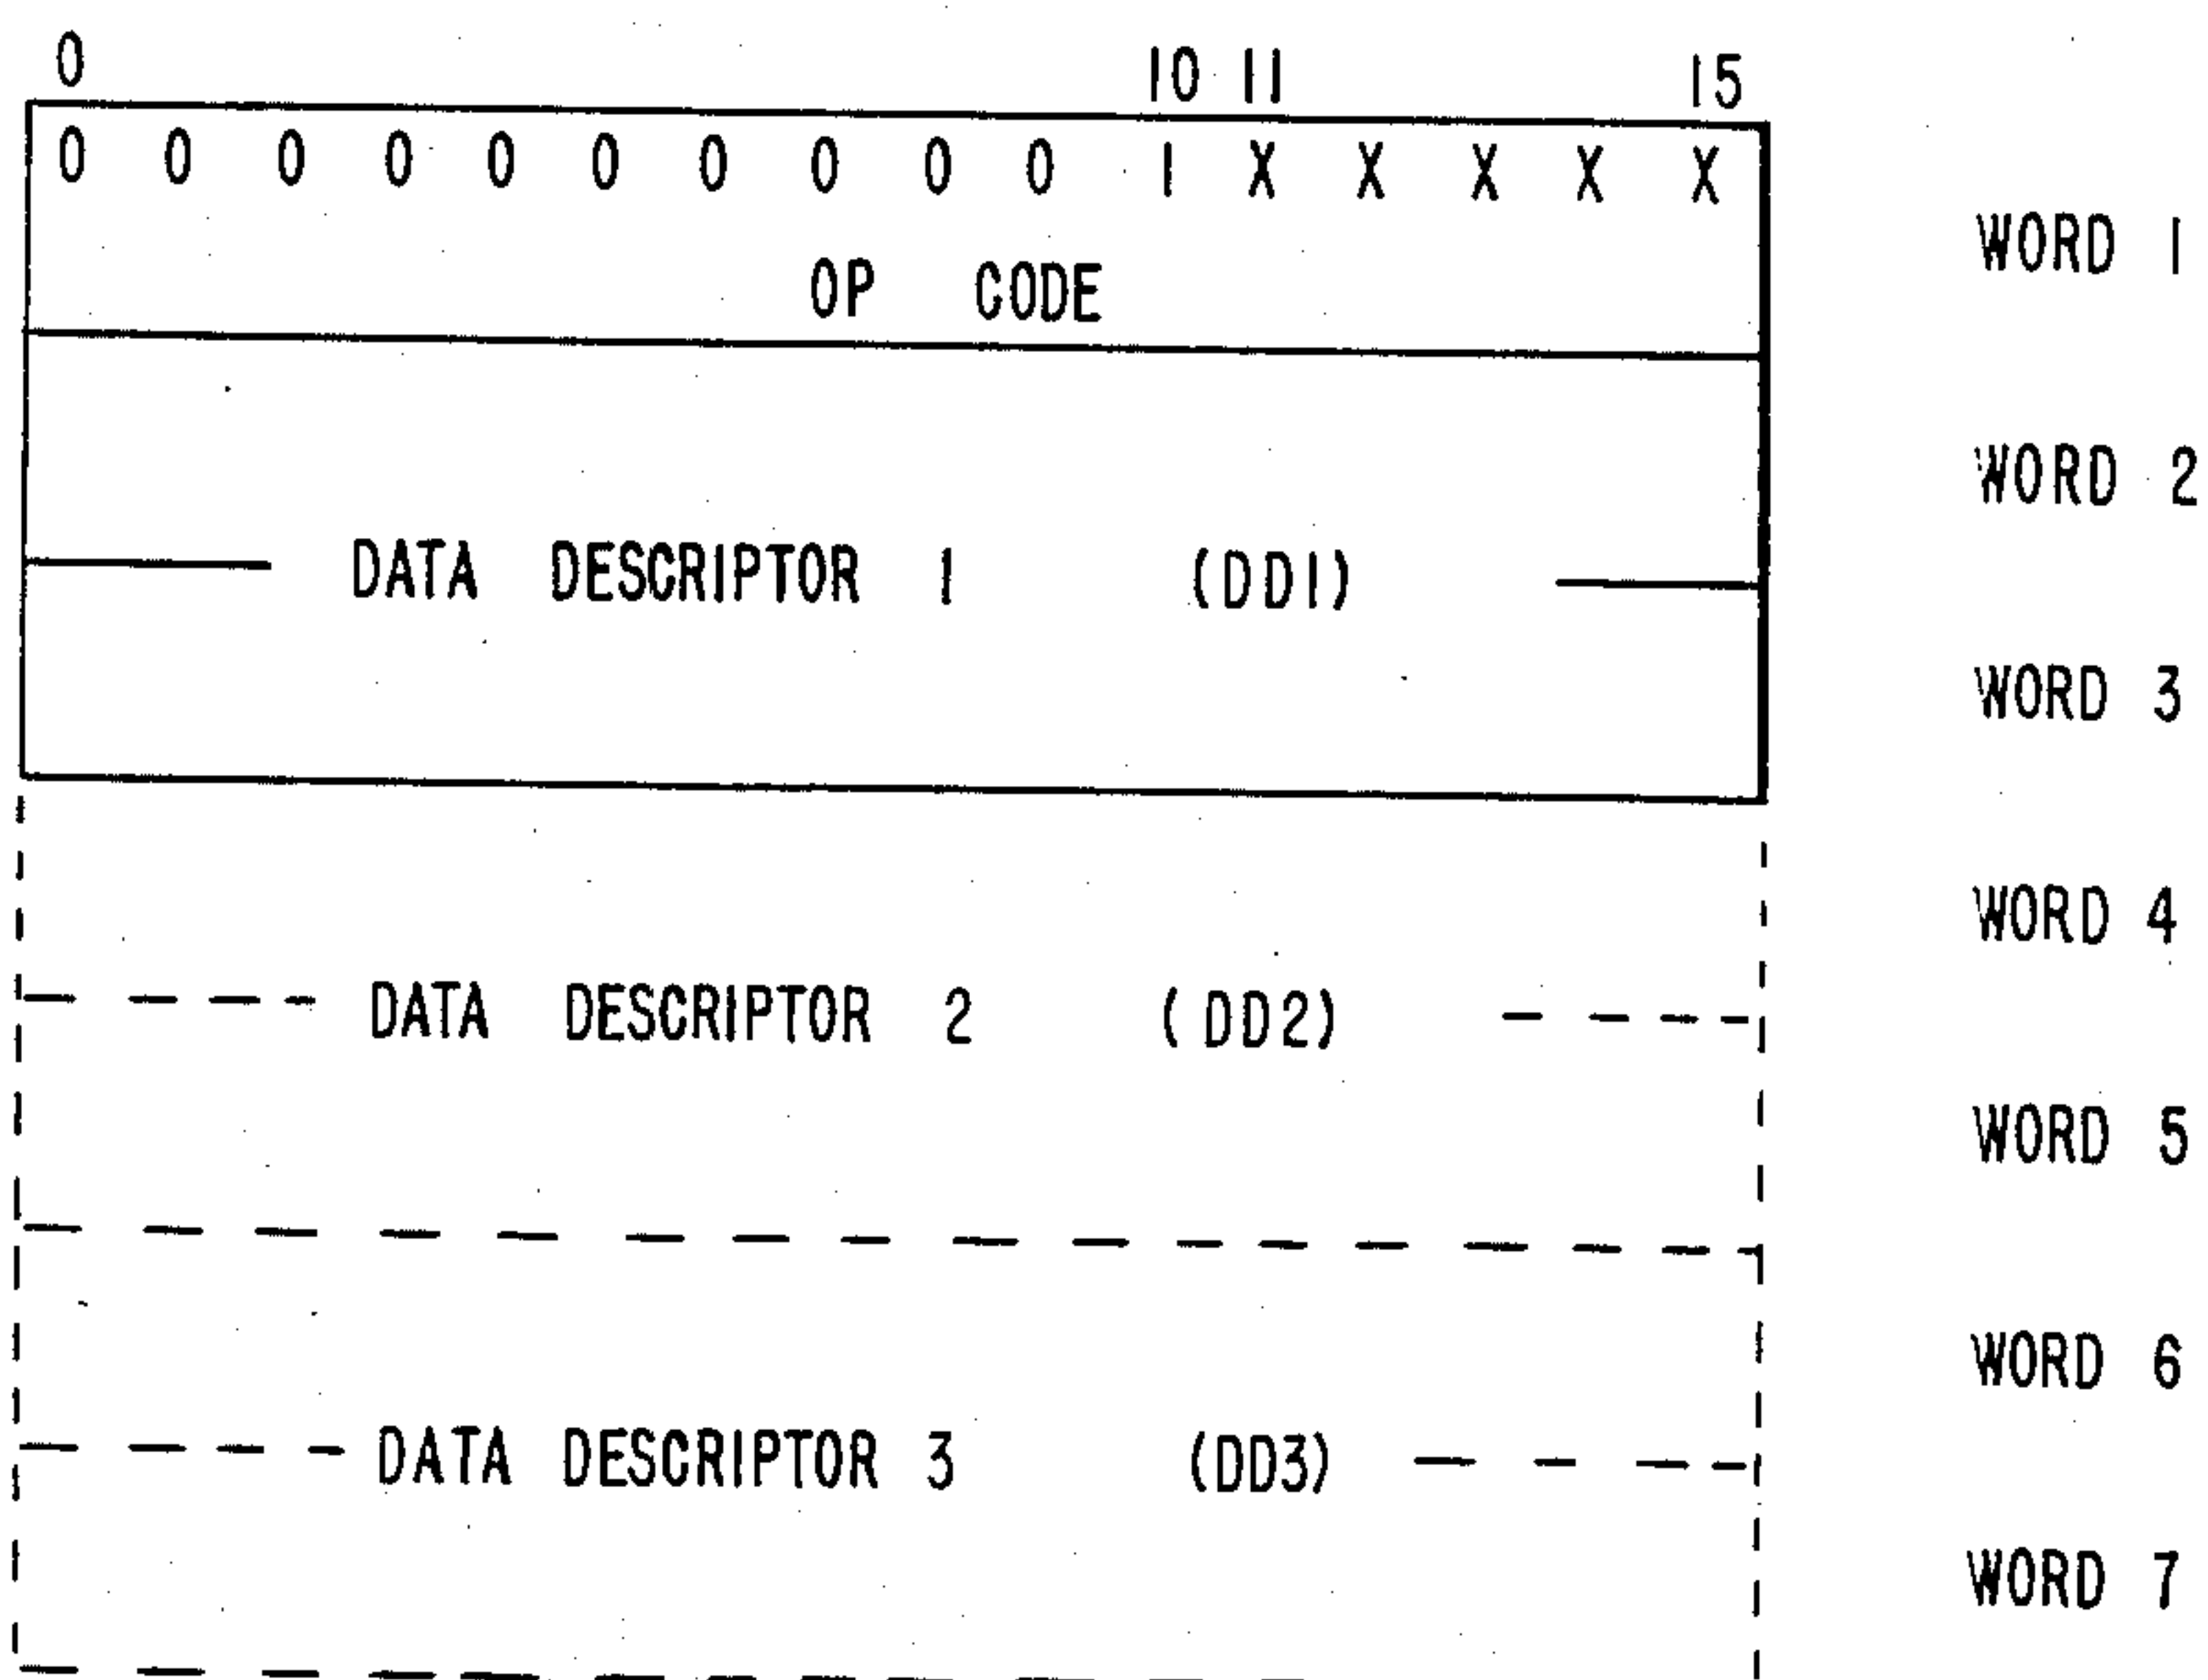 0 10 11 15
0 0 0 0 0 0 0 0 0 0 1 X X X X X
WORD 1
OP CODE
WORD 2
DATA DESCRIPTOR 1 (DD1)
WORD 3
WORD 4
DATA DESCRIPTOR 2 (DD2)
WORD 5
WORD 6
DATA DESCRIPTOR 3 (DD3)
WORD 7